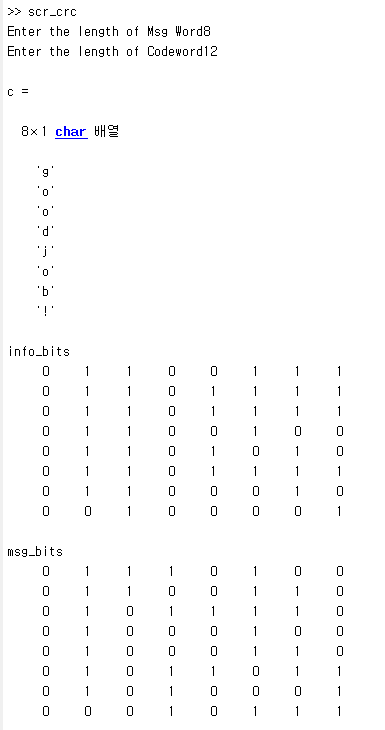 >> scr_crc
Enter the length of Msg Word8
Enter the length of Codeword12
c =
8×1 char 배열
'g'
'o'
'o'
'd'
'j'
'o'
'b'
'!'
info_bits
0 1 1 0 0 1 1 1
0 1 1 0 1 1 1 1
0 1 1 0 1 1 1 1
0 1 1 0 0 1 0 0
0 1 1 0 1 0 1 0
0 1 1 0 1 1 1 1
0 1 1 0 0 0 1 0
0 0 1 0 0 0 0 1
msg_bits
0 1 1 1 0 1 0 0
0 1 1 0 0 1 1 0
0 1 0 1 1 1 1 0
0 1 0 0 0 1 0 0
0 1 0 0 0 1 1 0
0 1 0 1 1 0 1 1
0 1 0 1 0 0 0 1
0 0 0 1 0 1 1 1